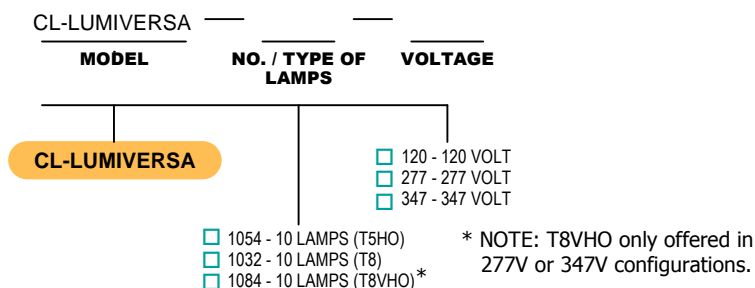 CL-LUMIVERSA
MODEL
NO. / TYPE OF
LAMPS
VOLTAGE
CL-LUMIVERSA
120 - 120 VOLT
277 - 277 VOLT
347 - 347 VOLT
1054 - 10 LAMPS (T5HO)
1032 - 10 LAMPS (T8)
1084 - 10 LAMPS (T8VHO)*
* NOTE: T8VHO only offered in
277V or 347V configurations.